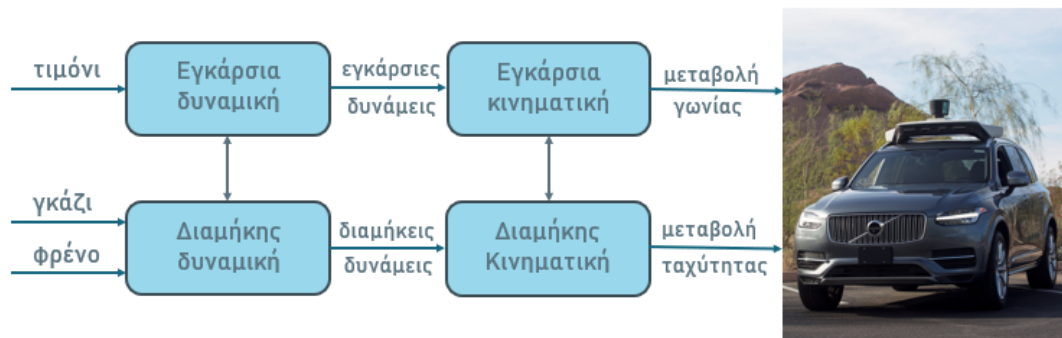 τιμόνι
Εγκάρσια
δυναμική
εγκάρσιες
δυνάμεις
Εγκάρσια
κινηματική
μεταβολή
γωνίας
γκάζι
φρένο
Διαμήκης
δυναμική
διαμήκεις
δυνάμεις
Διαμήκης
Κινηματική
μεταβολή
ταχύτητας